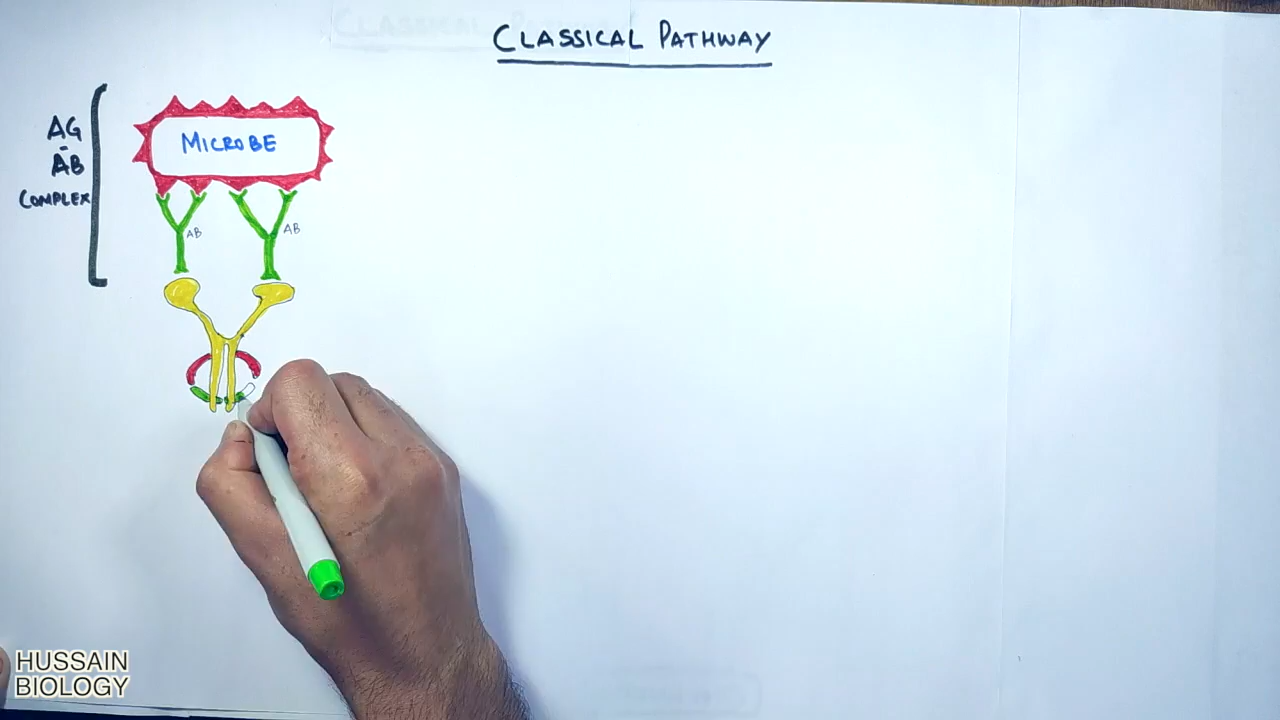 CLASSICAL PATHWAY
AG
-
AB
COMPLEX
MICROBE
AB
AB
HUSSAIN
BIOLOGY